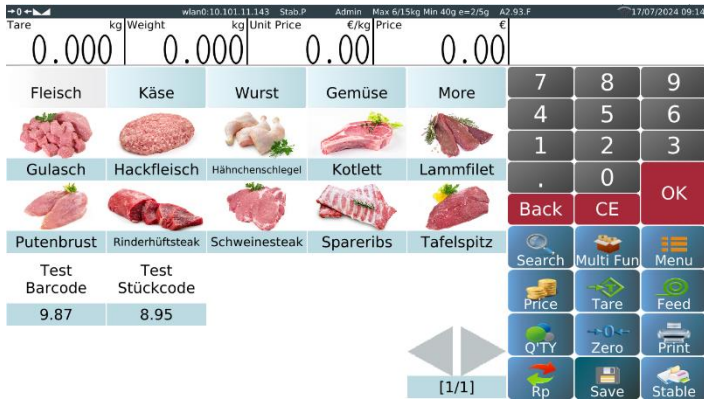 →0← wlan0:10.101.11.143 Stab.P Admin Max 6/15kg Min 40g e=2/5g A2.93.F 17/07/2024 09:14
Tare kg Weight kg Unit Price €/kg Price €
0.000 0.000 0.00 0.00
Fleisch Käse Wurst Gemüse More
Gulasch Hackfleisch Hähnchenschlegel Kotlett Lammfilet
Putenbrust Rinderhüftsteak Schweinesteak Spareribs Tafelspitz
Test Barcode
9.87
Test Stückcode
8.95
[1/1]
7 8 9
4 5 6
1 2 3
. 0 OK
Back CE
Search Multi Fun Menu
Price Tare Feed
Q'TY Zero Print
Rp Save Stable